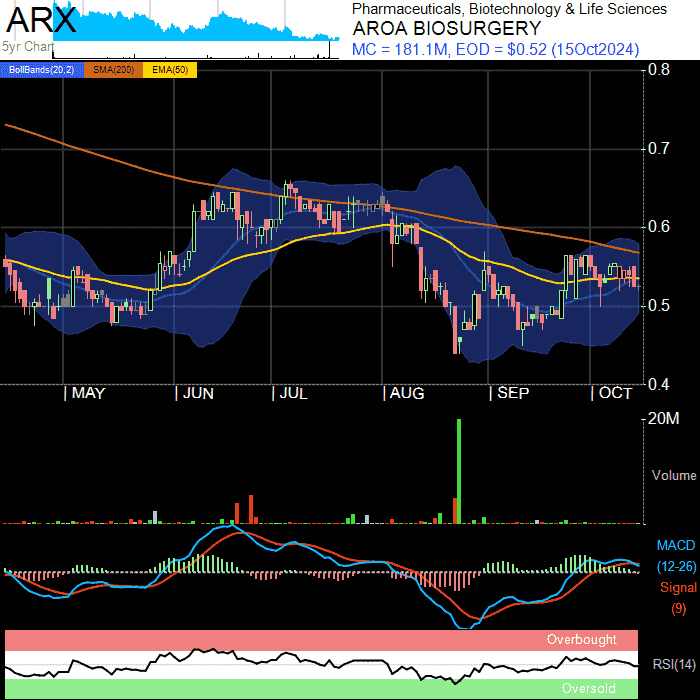 ARX
5yr Chart
Pharmaceuticals, Biotechnology & Life Sciences
AROA BIOSURGERY
MC = 181.1M, EOD = $0.52 (15Oct2024)
BollBands(20,2) SMA(200) EMA(50)
0.8
0.7
0.6
0.5
0.4
| MAY | JUN | JUL | AUG | SEP | OCT
20M
Volume
MACD
(12-26)
Signal
(9)
Overbought
RSI(14)
Oversold